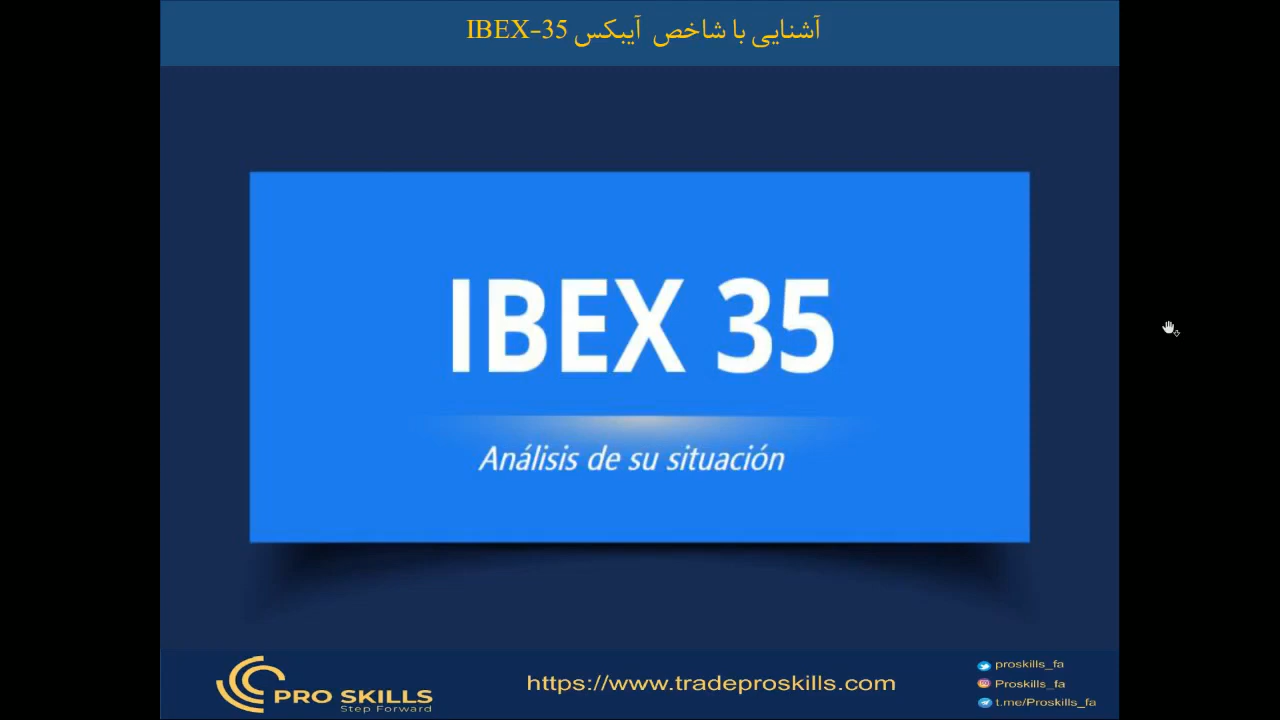 آشنایی با شاخص آیبکس IBEX-35
IBEX 35
Análisis de su situación
PRO SKILLS
Step Forward
https://www.tradeproskills.com
proskills_fa
Proskills_fa
t.me/Proskills_fa